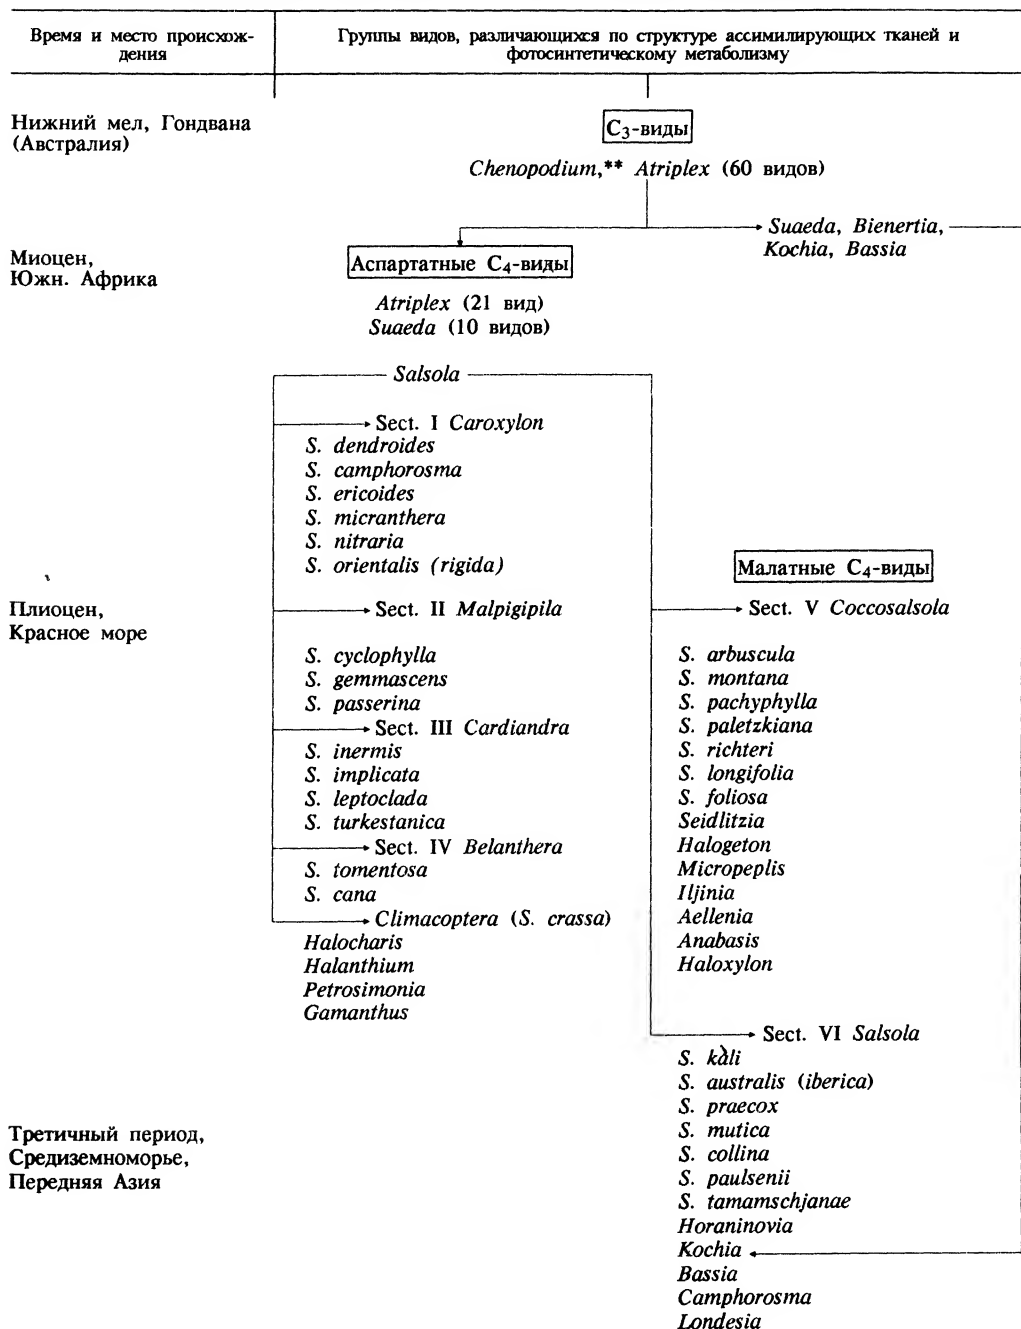 Время и место происхож-
дения
Группы видов, различающихся по структуре ассимилирующих тканей и
фотосинтетическому метаболизму
Нижний мел, Гондвана
(Австралия)
C₃-виды
Chenopodium,** Atriplex (60 видов)
Suaeda, Bienertia,
Kochia, Bassia
Миоцен,
Южн. Африка
Аспартатные C₄-виды
Atriplex (21 вид)
Suaeda (10 видов)
Salsola
Sect. I Caroxylon
S. dendroides
S. camphorosma
S. ericoides
S. micranthera
S. nitraria
S. orientalis (rigida)
Плиоцен,
Красное море
Sect. II Malpigipila
S. cyclophylla
S. gemmascens
S. passerina
Sect. III Cardiandra
S. inermis
S. implicata
S. leptoclada
S. turkestanica
Sect. IV Belanthera
S. tomentosa
S. cana
Climacoptera (S. crassa)
Halocharis
Halanthium
Petrosimonia
Gamanthus
Малатные C₄-виды
Sect. V Coccosalsola
S. arbuscula
S. montana
S. pachyphylla
S. paletzkiana
S. richteri
S. longifolia
S. foliosa
Seidlitzia
Halogeton
Micropeplis
Iljinia
Aellenia
Anabasis
Haloxylon
Третичный период,
Средиземноморье,
Передняя Азия
Sect. VI Salsola
S. kali
S. australis (iberica)
S. praecox
S. mutica
S. collina
S. paulsenii
S. tamamschjanae
Horaninovia
Kochia
Bassia
Camphorosma
Londesia